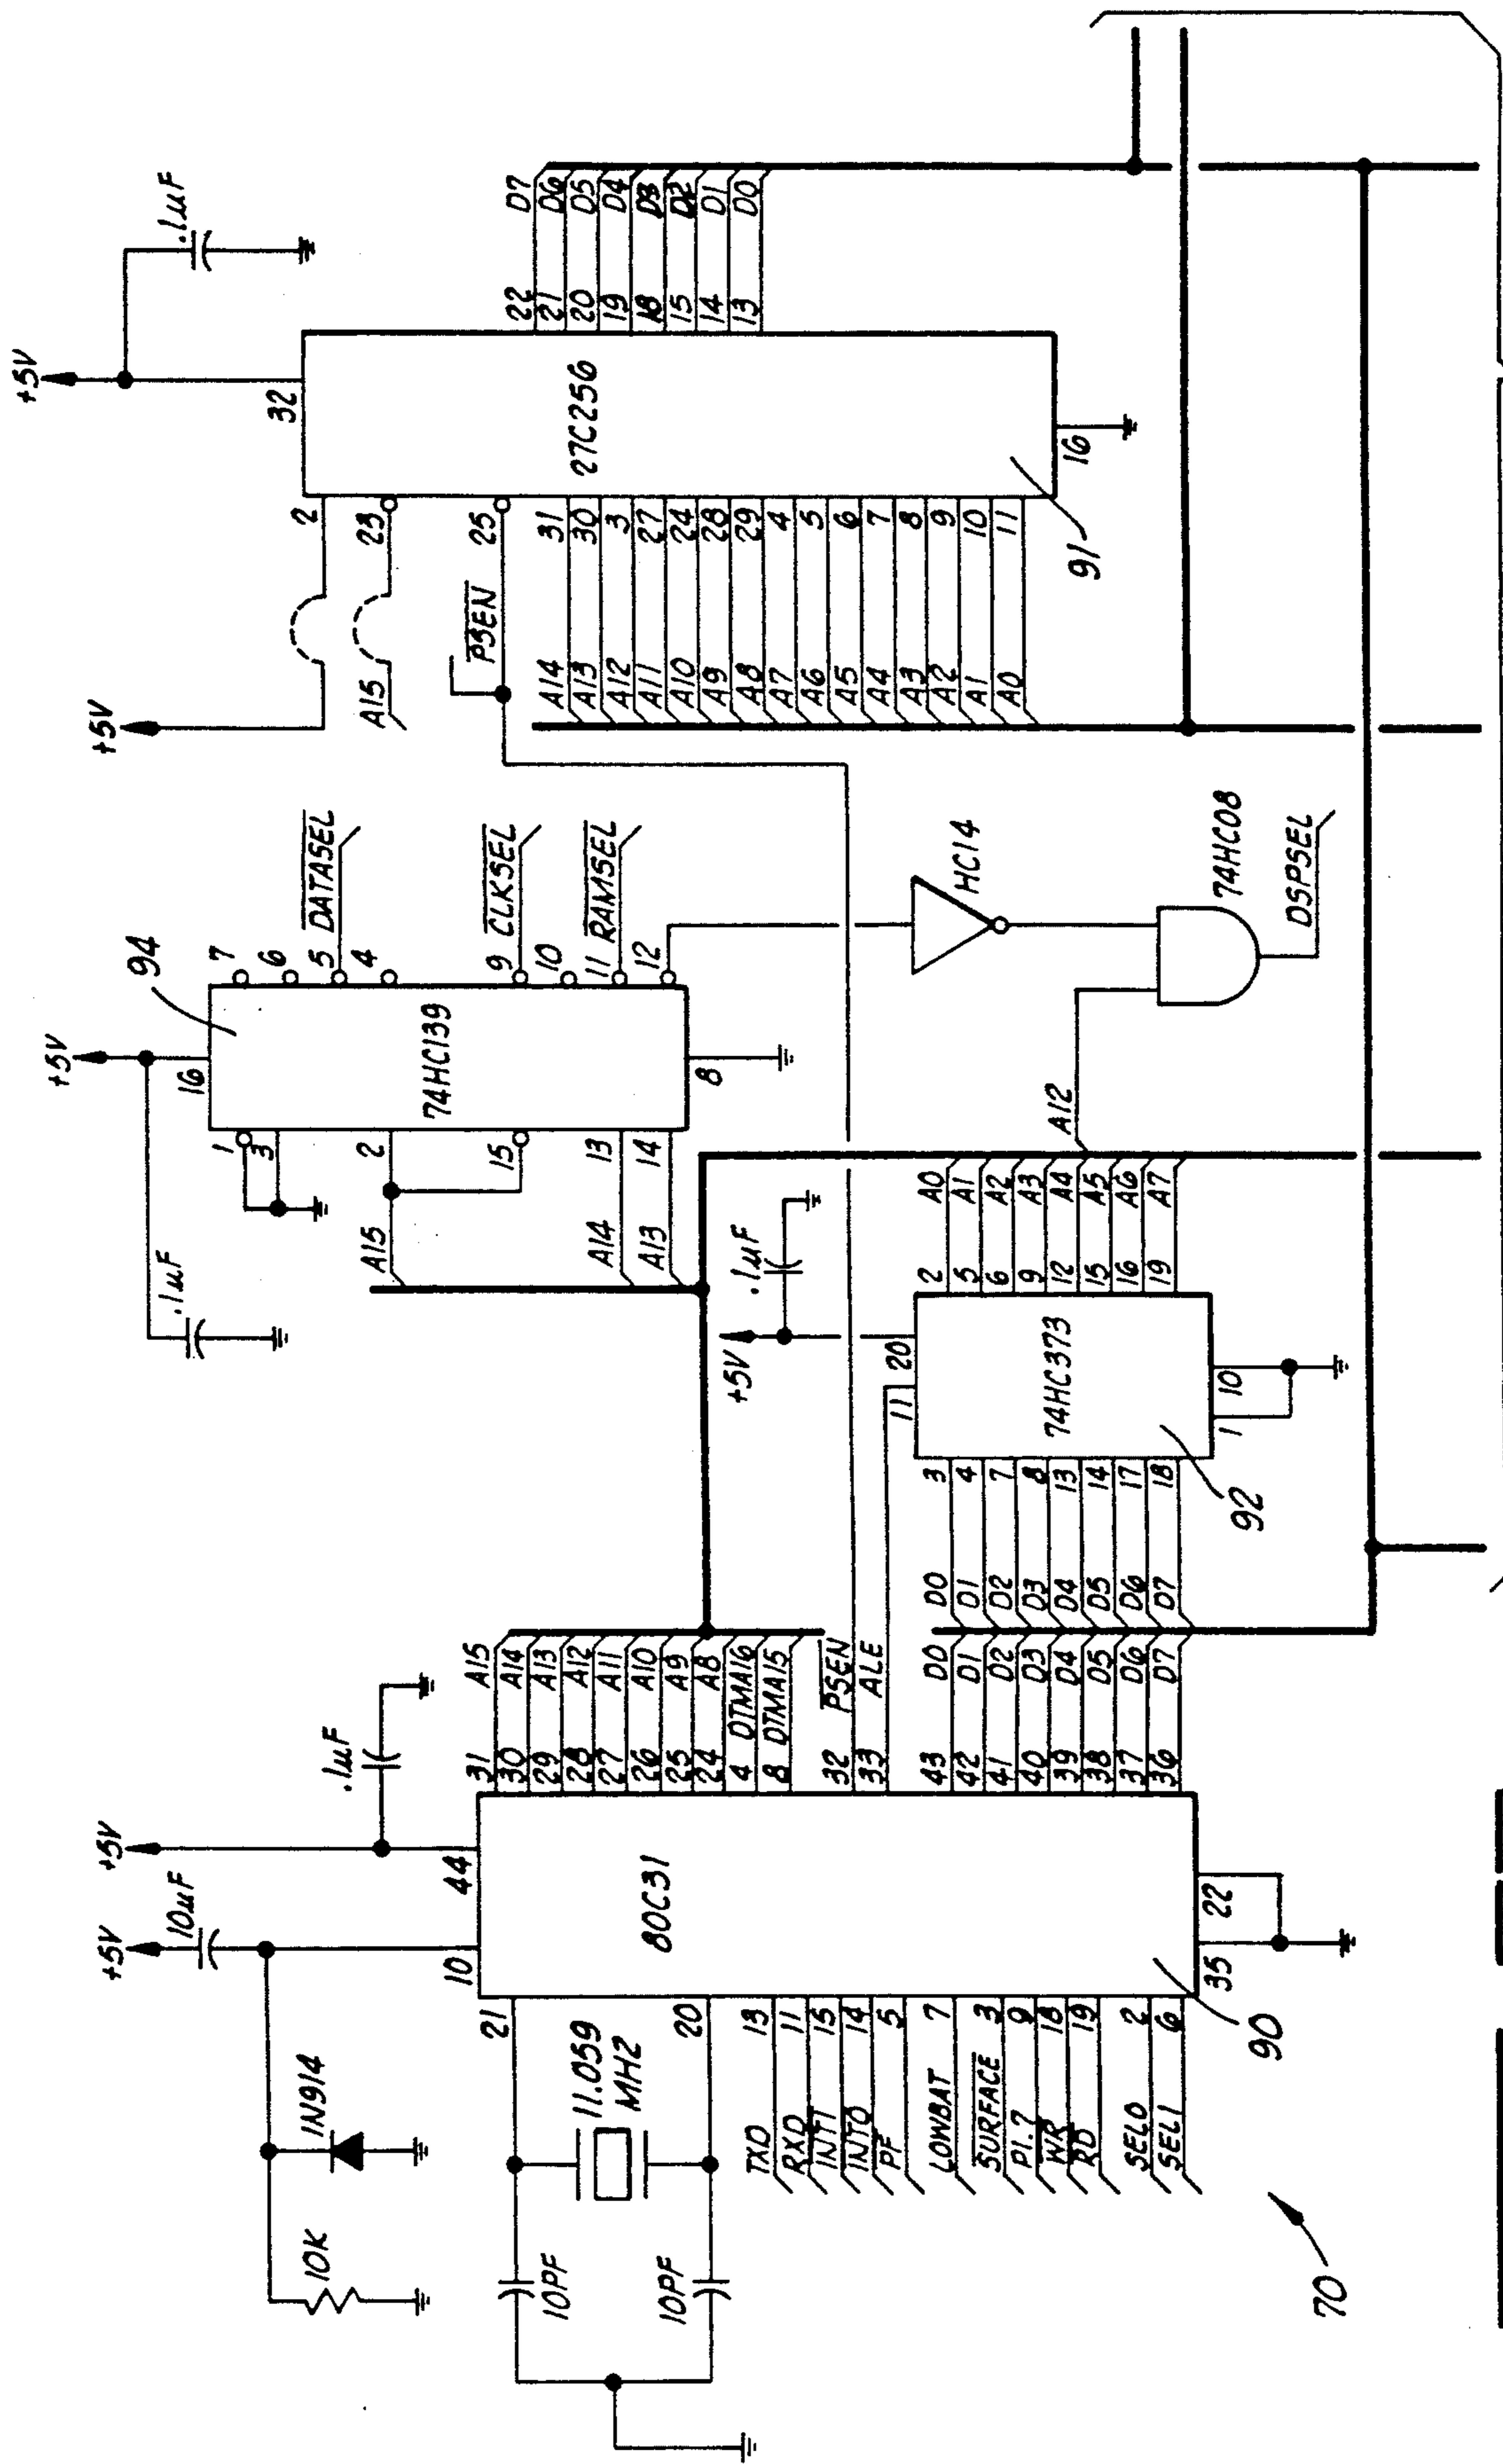 +5V
+5V
10µF
.1µF
1N914
10K
10
44
21
20
11.059
MHZ
10PF
10PF
80C31
TXD 13
RXD 11
INT1 15
INT0 14
PF 5
LOWBAT 7
SURFACE 3
P1.7 9
WR 18
RD 19
SEL0 2
SEL1 6
35
22
90
70
31 A15
30 A14
29 A13
28 A12
27 A11
26 A10
25 A9
24 A8
4 DTMA16
8 DTMA15
32 PSEN
33 ALE
43 D0
42 D1
41 D2
40 D3
39 D4
38 D5
37 D6
36 D7
D0 3
D1 4
D2 7
D3 8
D4 13
D5 14
D6 17
D7 18
+5V
.1µF
11
20
74HC373
1
10
92
2 A0
5 A1
6 A2
9 A3
12 A4
15 A5
16 A6
19 A7
+5V
.1µF
16
94
74HC139
1
3
A15
2
15
A14 13
A13 14
8
7
6
5 DATASEL
4
9 CLKSEL
10
11 RAMSEL
12
HC14
A12
74HC08
DSPSEL
+5V
+5V
.1µF
32
2
A15
23
PSEN
25
27C256
A14 31
A13 30
A12 3
A11 27
A10 24
A9 28
A8 29
A7 4
A6 5
A5 6
A4 7
A3 8
A2 9
A1 10
A0 11
16
91
22 D7
21 D6
20 D5
19 D4
18 D3
15 D2
14 D1
13 D0